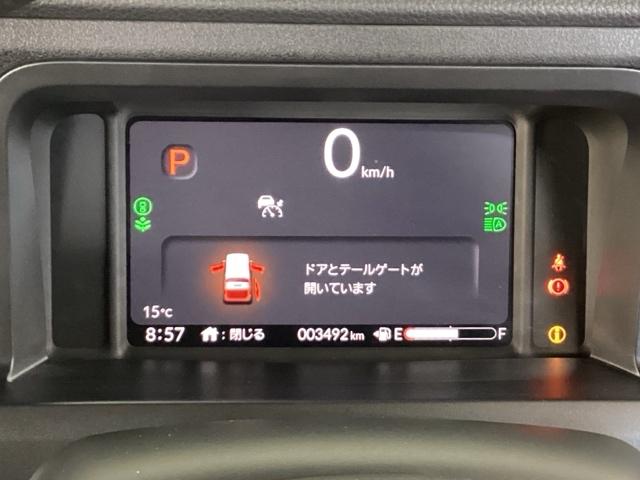 P
0 km/h
A
ドアとテールゲートが
開いています
15℃
8:57 :閉じる 003492 km E F